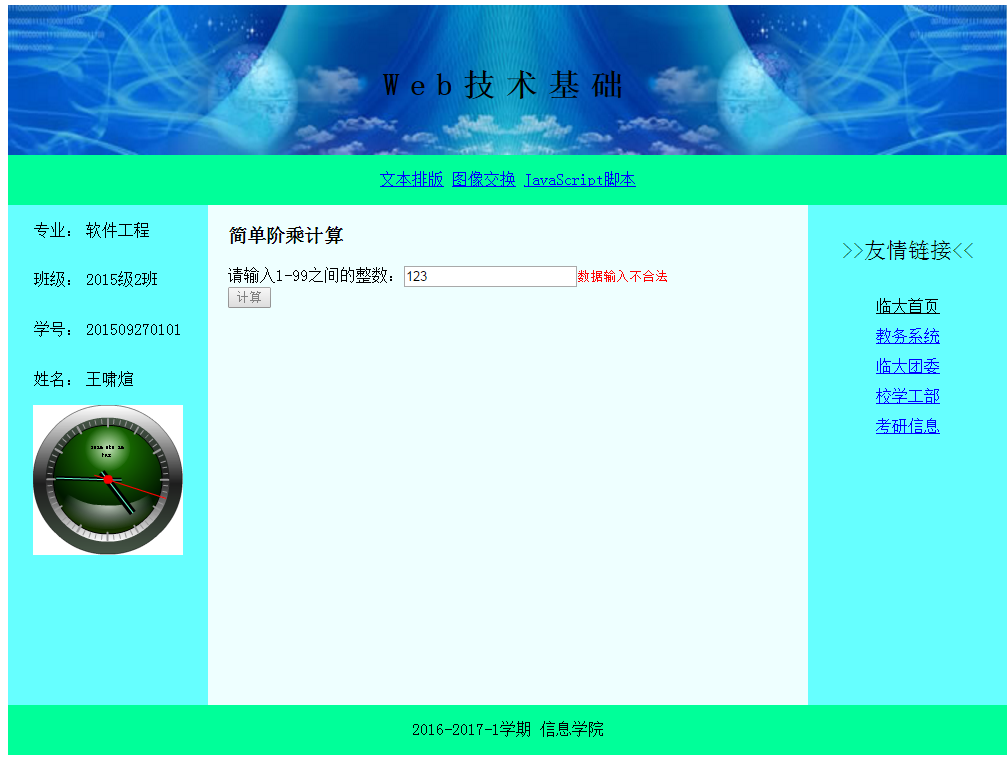 Web技术基础
文本排版 图像交换 JavaScript脚本
专业： 软件工程
班级： 2015级2班
学号： 201509270101
姓名： 王啸煊
简单阶乘计算
请输入1-99之间的整数： 123 数据输入不合法
计算
>>友情链接<<
临大首页
教务系统
临大团委
校学工部
考研信息
2016-2017-1学期 信息学院